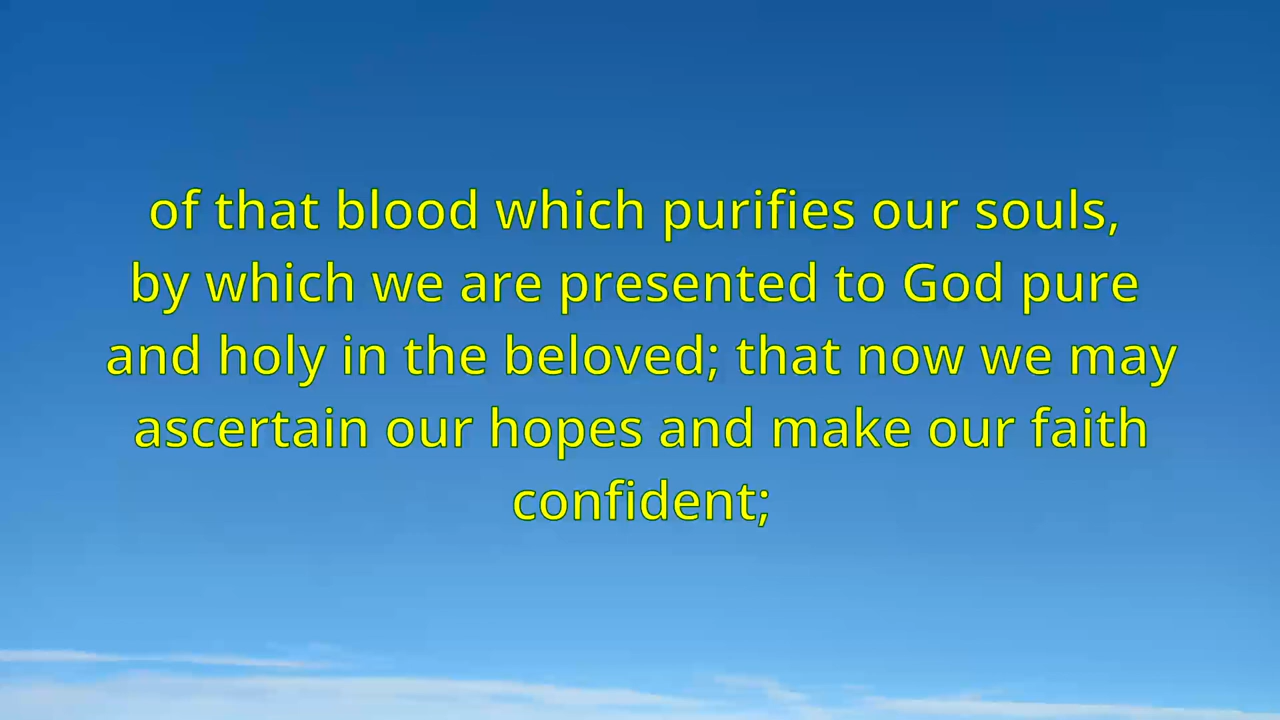 of that blood which purifies our souls,
by which we are presented to God pure
and holy in the beloved; that now we may
ascertain our hopes and make our faith
confident;